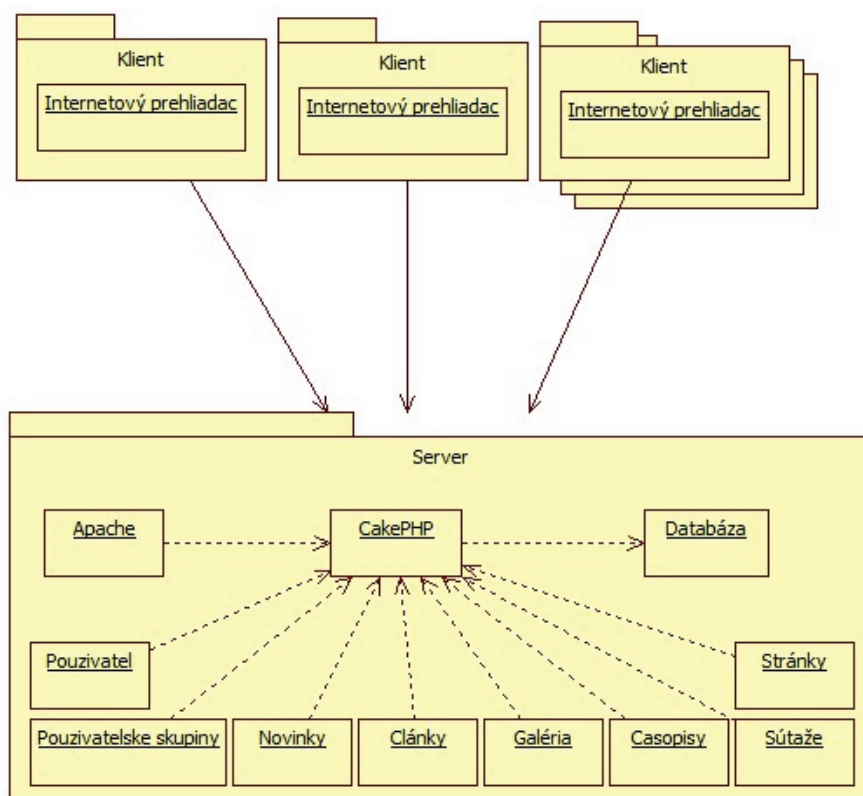 Klient
Internetový prehliadac
Klient
Internetový prehliadac
Klient
Internetový prehliadac
Server
Apache
CakePHP
Databáza
Pouzivatel
Stránky
Pouzivatelske skupiny
Novinky
Clánky
Galéria
Casopisy
Sútaže